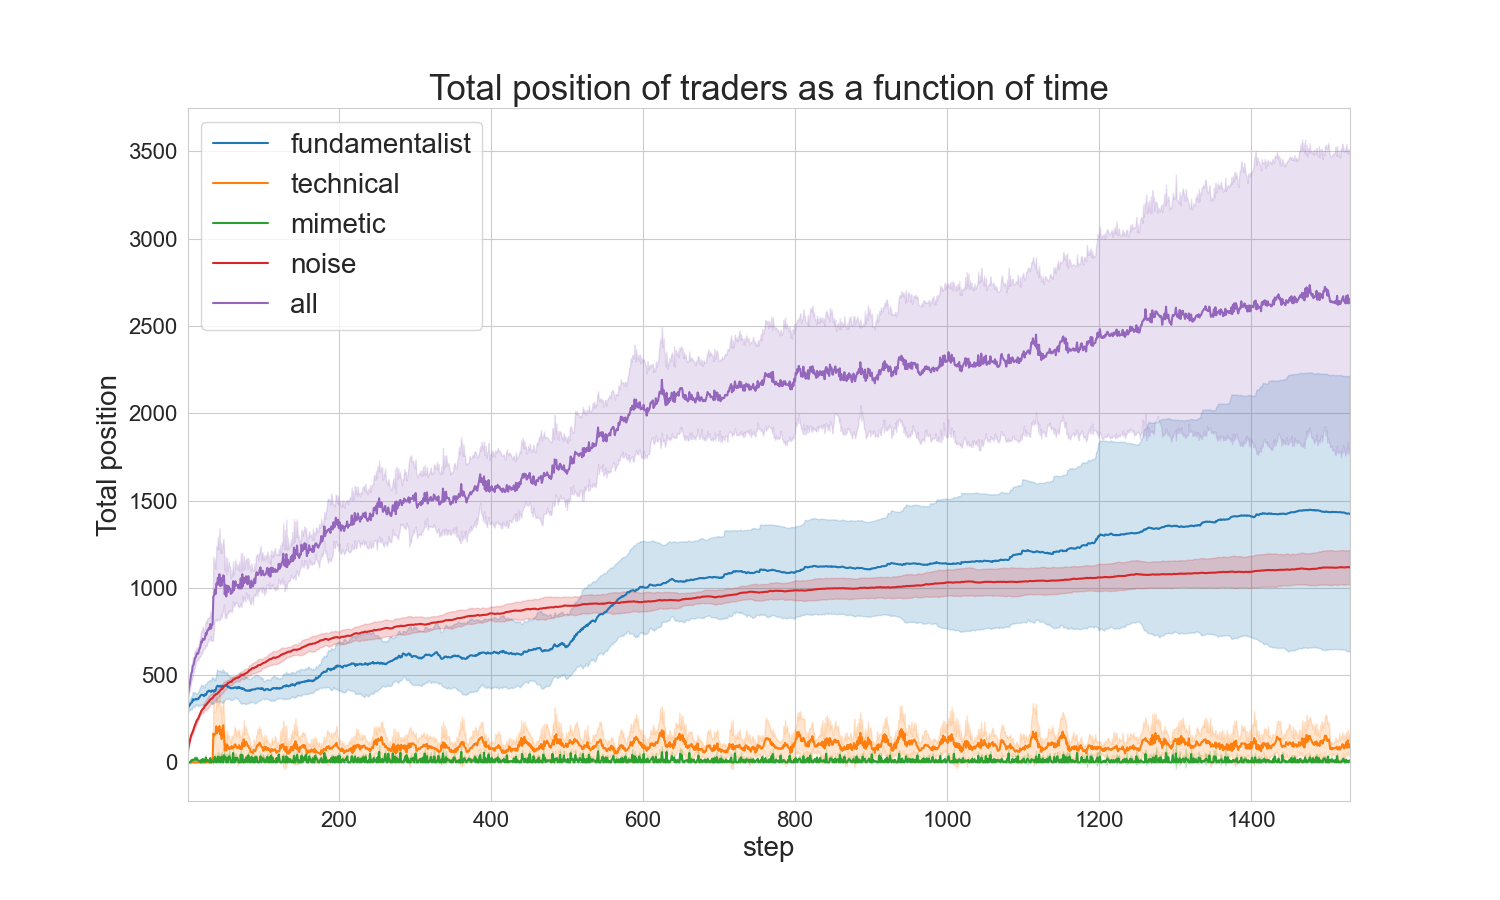 Total position of traders as a function of time
fundamentalist
technical
mimetic
noise
all
Total position
3500
3000
2500
2000
1500
1000
500
0
200 400 600 800 1000 1200 1400
step